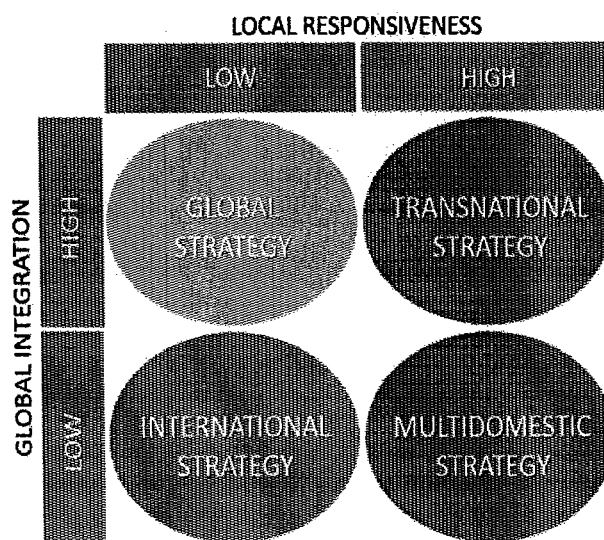 LOCAL RESPONSIVENESS
LOW
HIGH
GLOBAL INTEGRATION
HIGH
GLOBAL
STRATEGY
TRANSNATIONAL
STRATEGY
LOW
INTERNATIONAL
STRATEGY
MULTIDOMESTIC
STRATEGY